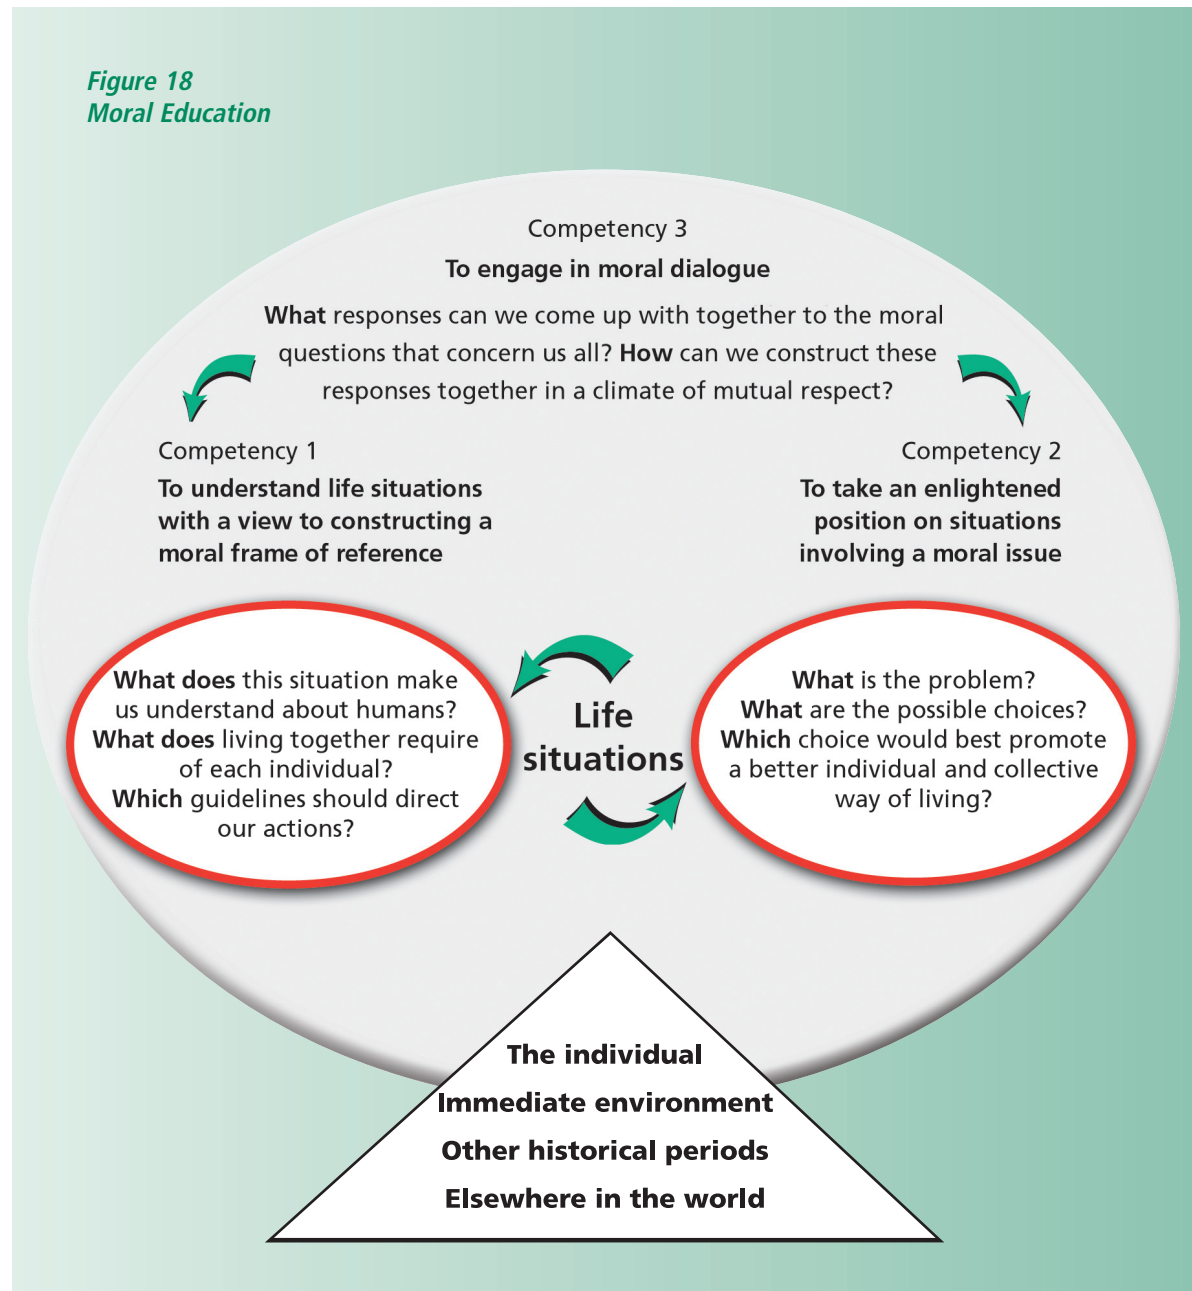 Figure 18
Moral Education
Competency 3
To engage in moral dialogue
What responses can we come up with together to the moral
questions that concern us all? How can we construct these
responses together in a climate of mutual respect?
Competency 1
To understand life situations
with a view to constructing a
moral frame of reference
Competency 2
To take an enlightened
position on situations
involving a moral issue
What does this situation make
us understand about humans?
What does living together require
of each individual?
Which guidelines should direct
our actions?
Life
situations
What is the problem?
What are the possible choices?
Which choice would best promote
a better individual and collective
way of living?
The individual
Immediate environment
Other historical periods
Elsewhere in the world